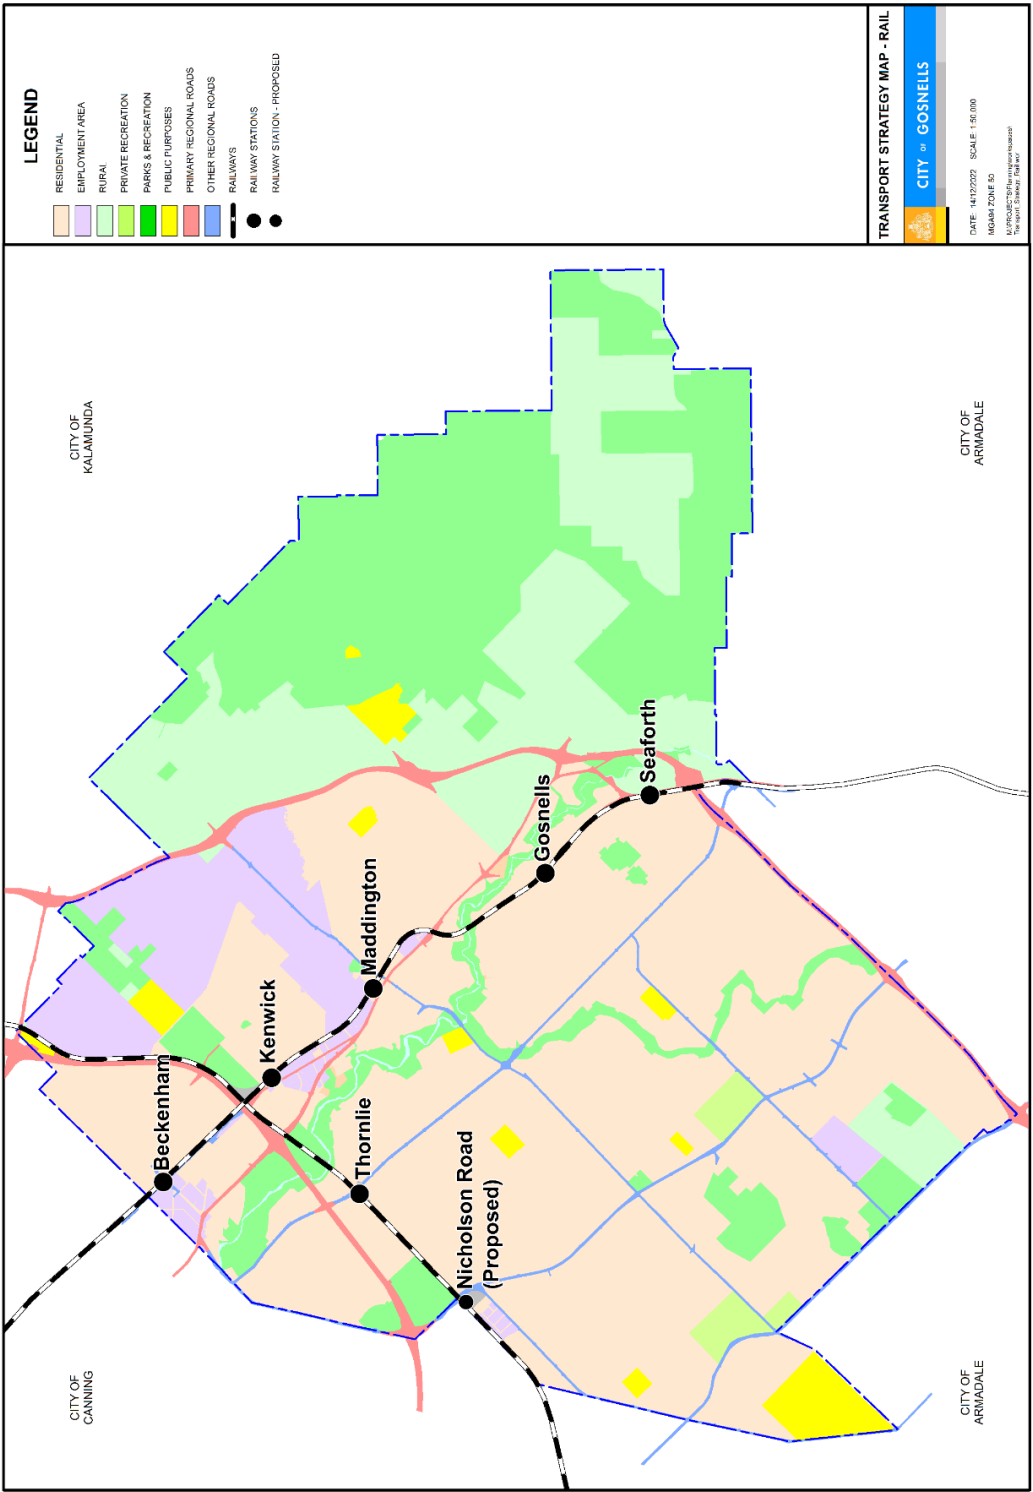 LEGEND
RESIDENTIAL
EMPLOYMENT AREA
RURAL
PRIVATE RECREATION
PARKS & RECREATION
PUBLIC PURPOSES
PRIMARY REGIONAL ROADS
OTHER REGIONAL ROADS
RAILWAYS
RAILWAY STATIONS
RAILWAY STATION - PROPOSED
TRANSPORT STRATEGY MAP - RAIL
CITY OF GOSNELLS
DATE: 14/12/2022 SCALE 1:50,000
MGA94 ZONE 50
CITY OF
KALAMUNDA
CITY OF
ARMADALE
Seaforth
Gosnells
Maddington
Kenwick
Beckenham
Thornlie
Nicholson Road
(Proposed)
CITY OF
CANNING
CITY OF
ARMADALE